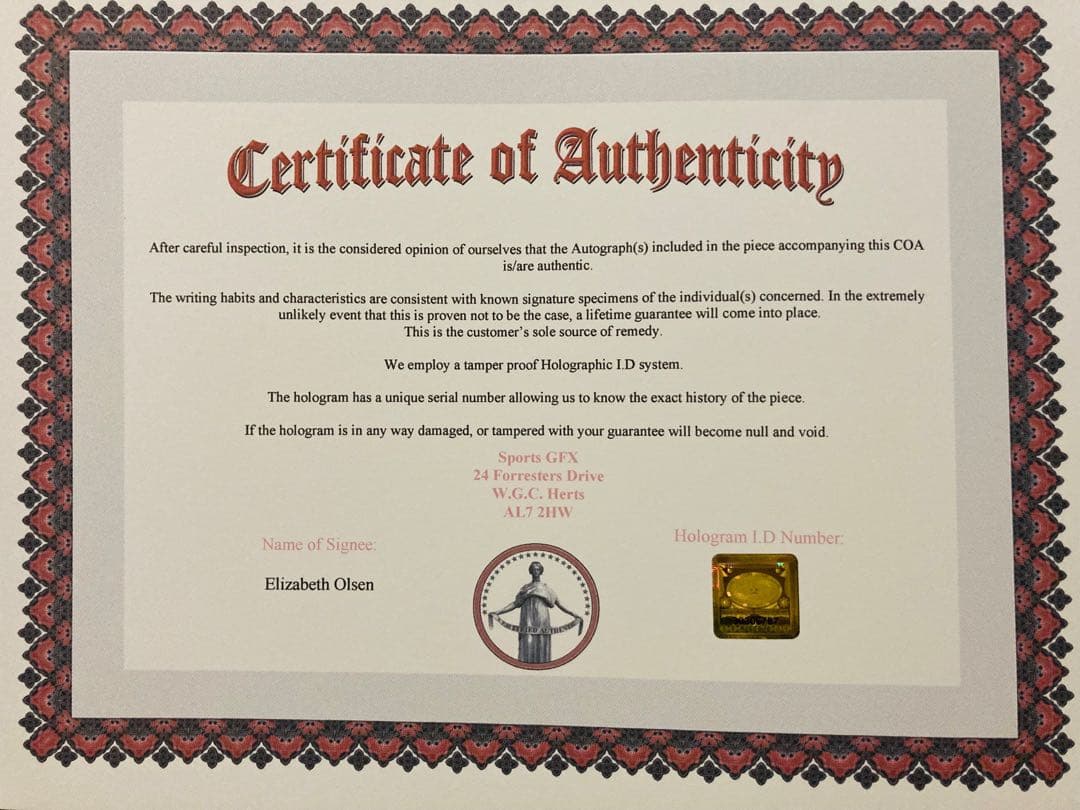 Certificate of Authenticity
After careful inspection, it is the considered opinion of ourselves that the Autograph(s) included in the piece accompanying this COA
is/are authentic.
The writing habits and characteristics are consistent with known signature specimens of the individual(s) concerned. In the extremely
unlikely event that this is proven not to be the case, a lifetime guarantee will come into place.
This is the customer's sole source of remedy.
We employ a tamper proof Holographic I.D system.
The hologram has a unique serial number allowing us to know the exact history of the piece.
If the hologram is in any way damaged, or tampered with your guarantee will become null and void.
Sports GFX
24 Forresters Drive
W.G.C. Herts
AL7 2HW
Name of Signee:
Hologram I.D Number:
Elizabeth Olsen